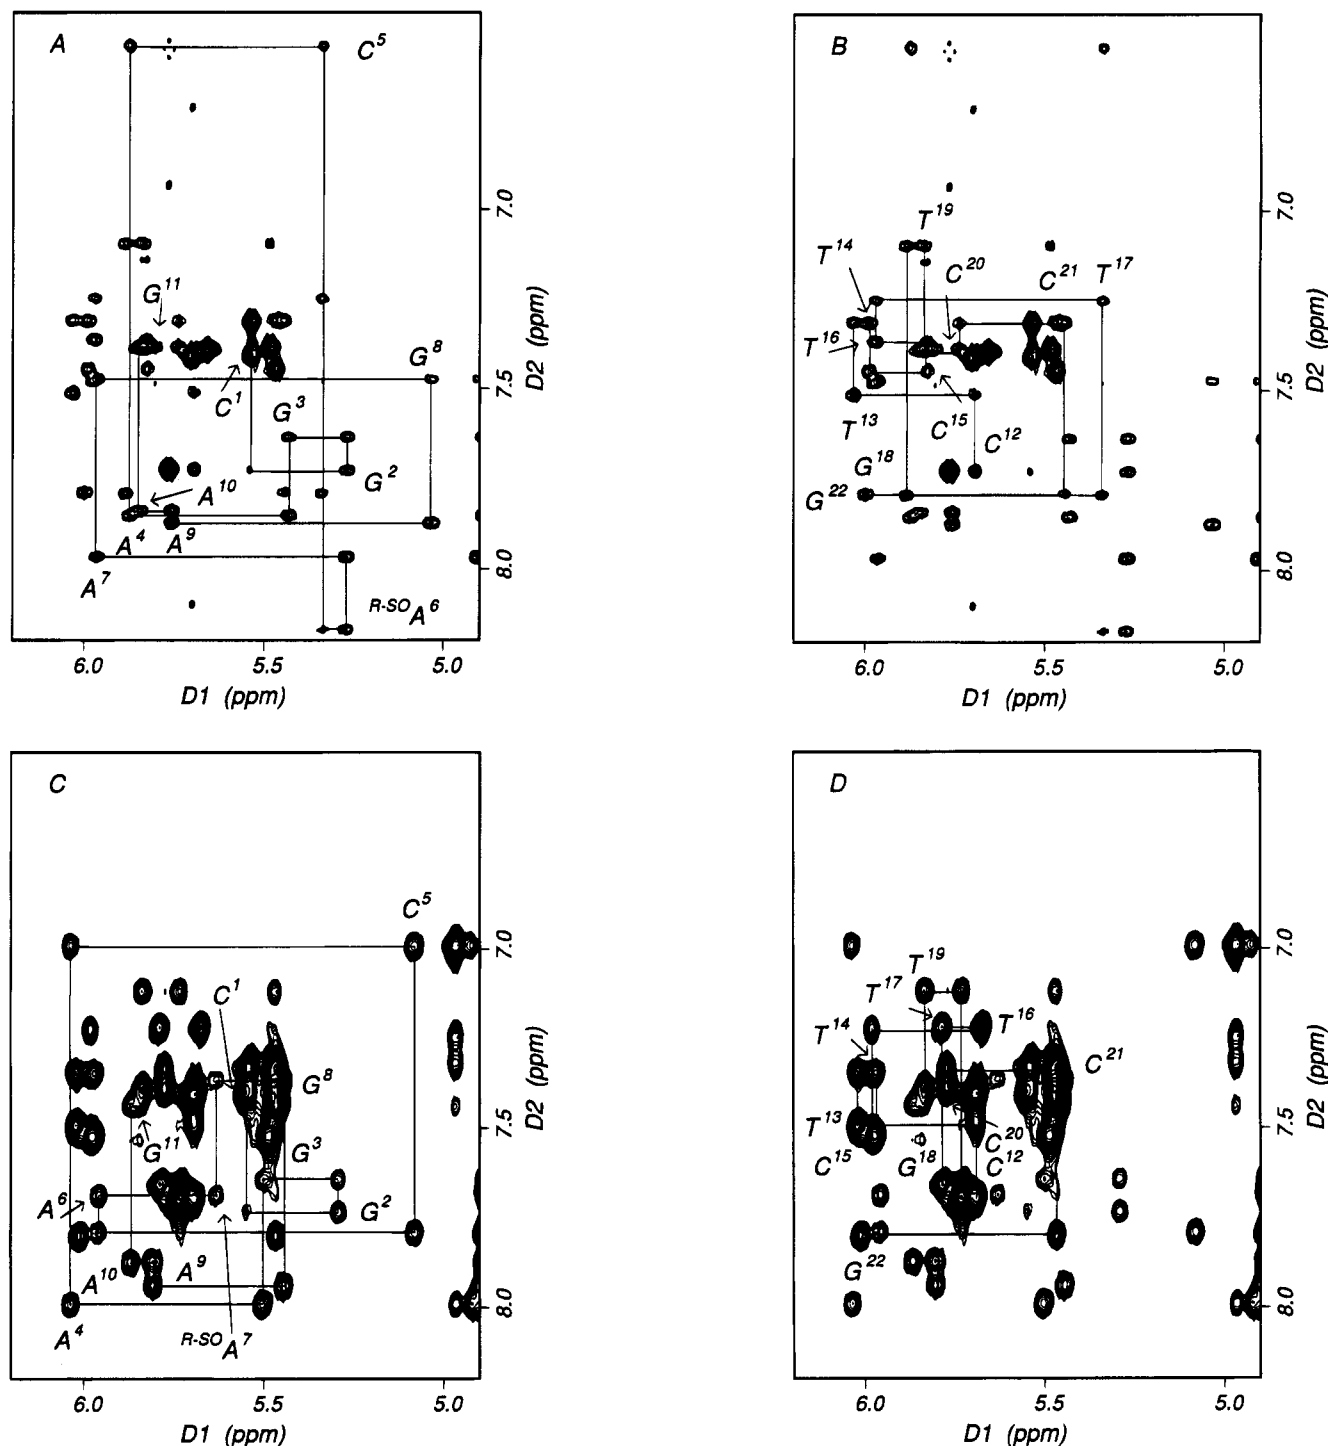 A
C⁵
G¹¹
C¹
G⁸
G³
G²
A¹⁰
A⁴
A⁹
A⁷
R-SO A⁶
7.0
7.5
8.0
D2 (ppm)
6.0 5.5 5.0
D1 (ppm)
B
T¹⁹
T¹⁴
C²⁰
C²¹
T¹⁷
T¹⁶
C¹⁵
T¹³
C¹²
G¹⁸
G²²
7.0
7.5
8.0
D2 (ppm)
6.0 5.5 5.0
D1 (ppm)
C
C⁵
C¹
G⁸
G¹¹
G³
A⁶
G²
A¹⁰
A⁹
A⁴
R-SO A⁷
7.0
7.5
8.0
D2 (ppm)
6.0 5.5 5.0
D1 (ppm)
D
T¹⁹
T¹⁷
T¹⁶
T¹⁴
C²¹
T¹³
C²⁰
C¹⁵
G¹⁸
C¹²
G²²
7.0
7.5
8.0
D2 (ppm)
6.0 5.5 5.0
D1 (ppm)